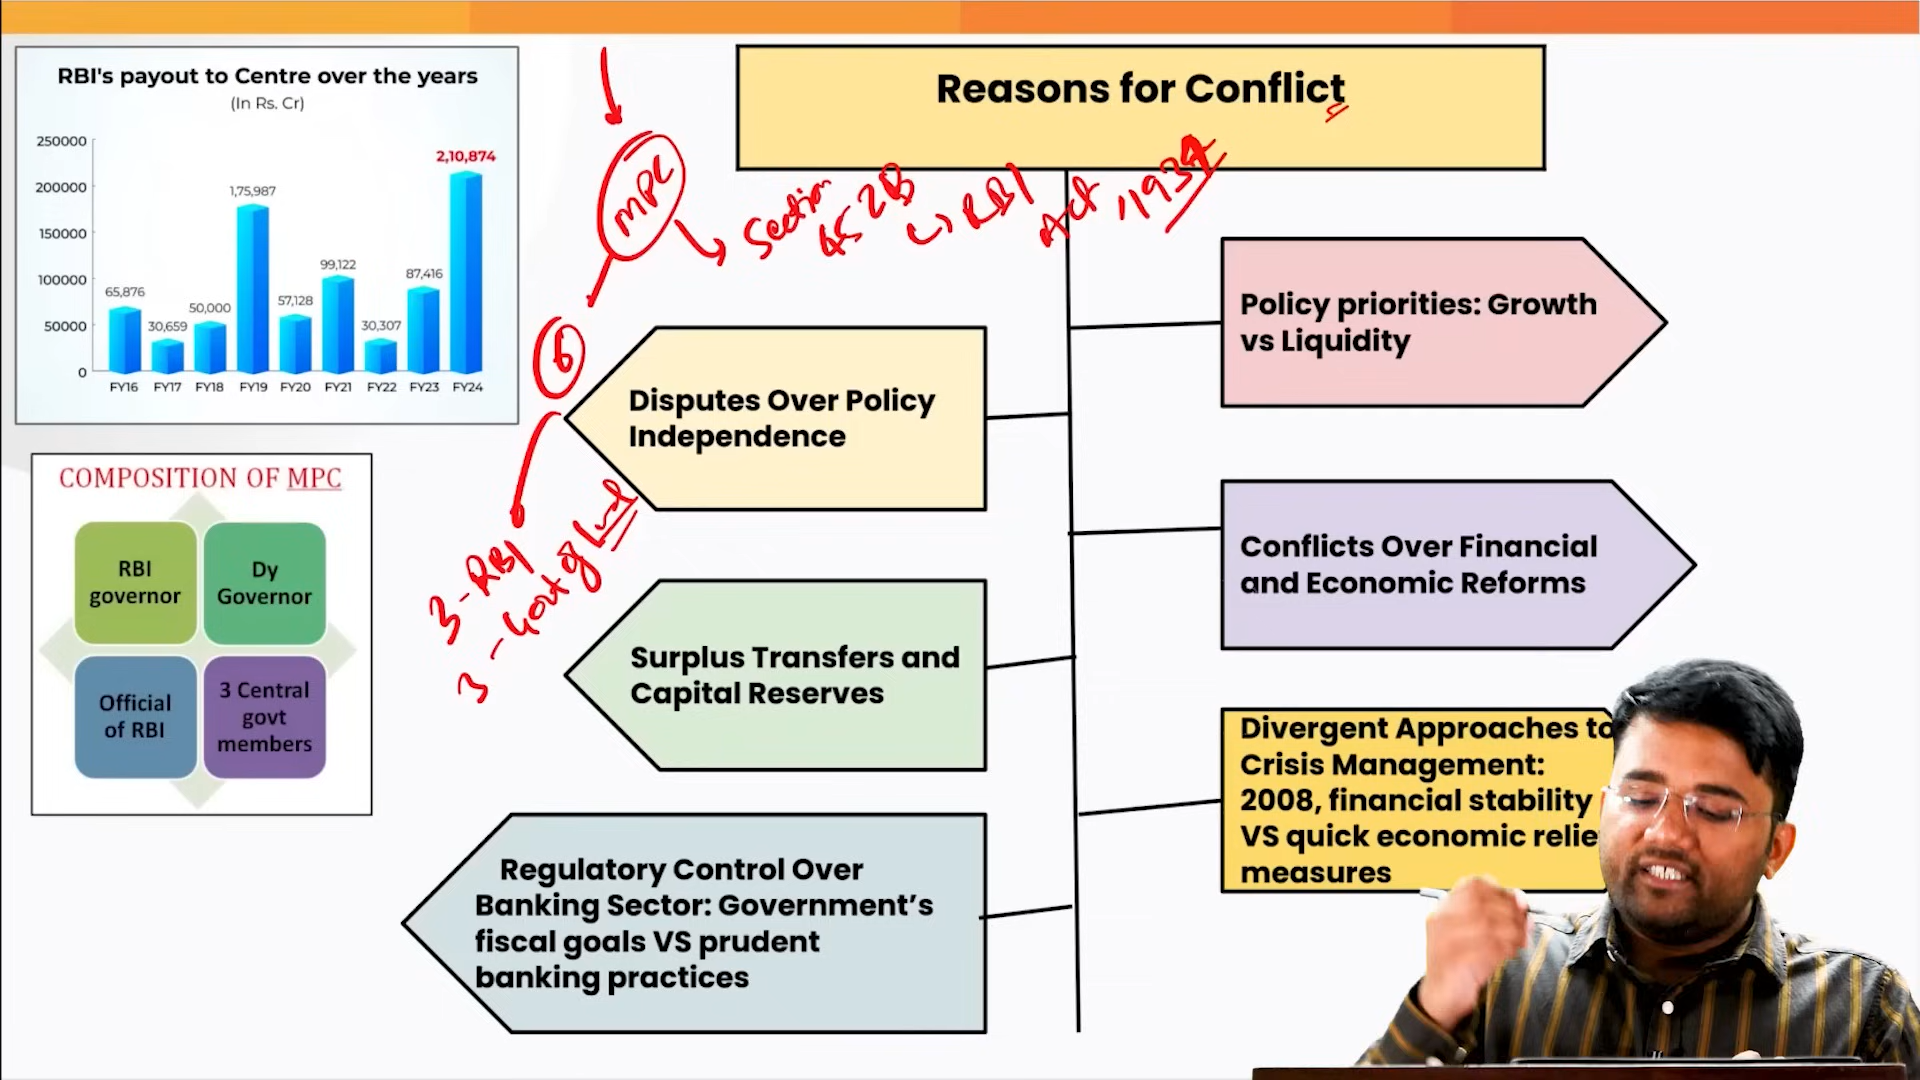 RBI's payout to Centre over the years
(In Rs. Cr)
250000
200000
150000
100000
50000
0
65,876
30,659
50,000
1,75,987
57,128
99,122
30,307
87,416
2,10,874
FY16 FY17 FY18 FY19 FY20 FY21 FY22 FY23 FY24
COMPOSITION OF MPC
RBI
governor
Dy
Governor
Official
of RBI
3 Central
govt
members
Reasons for Conflict
MPC
Section
45 ZB
RBI
Act
1934
6
3 - RBI
3 - Govt of Ind
Disputes Over Policy
Independence
Policy priorities: Growth
vs Liquidity
Conflicts Over Financial
and Economic Reforms
Surplus Transfers and
Capital Reserves
Divergent Approaches to
Crisis Management:
2008, financial stability
VS quick economic relie
measures
Regulatory Control Over
Banking Sector: Government’s
fiscal goals VS prudent
banking practices